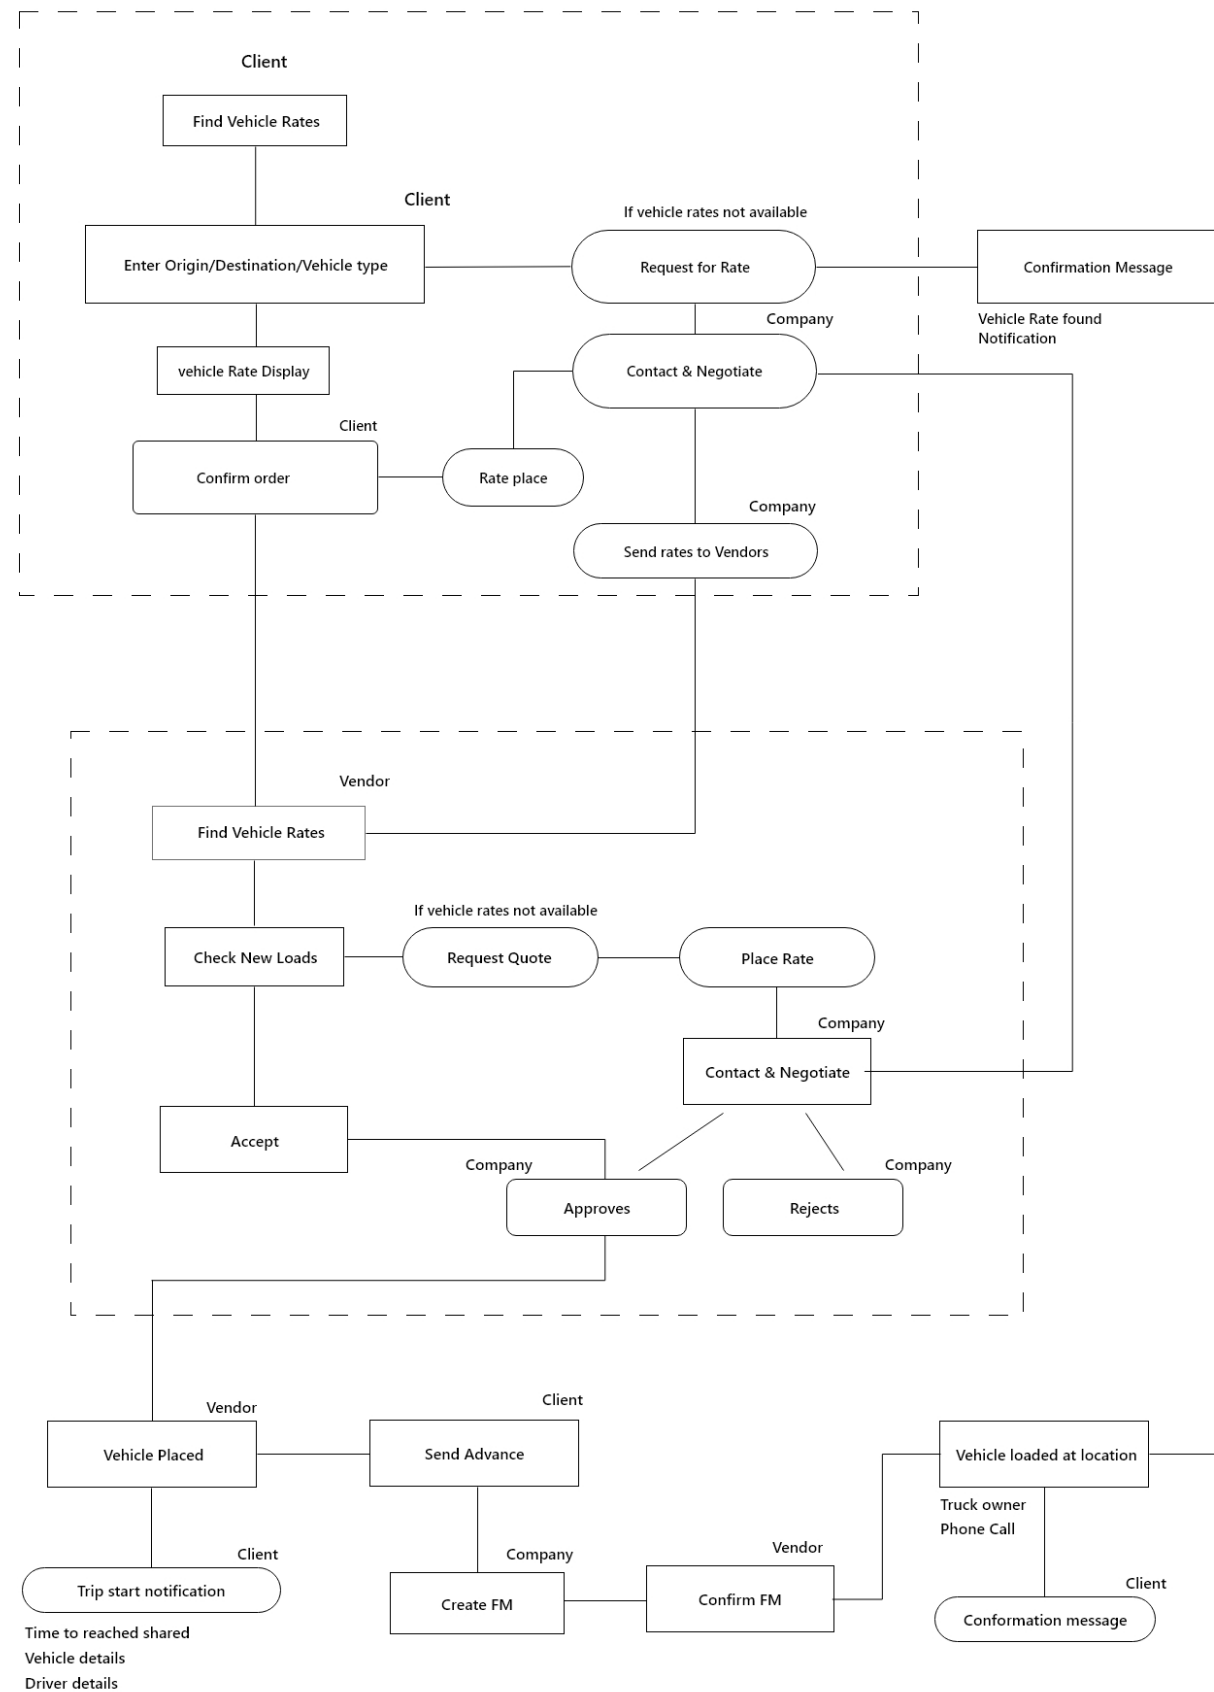 Client
Find Vehicle Rates
Client
If vehicle rates not available
Enter Origin/Destination/Vehicle type
Request for Rate
Confirmation Message
Company
Vehicle Rate found
Notification
vehicle Rate Display
Contact & Negotiate
Client
Confirm order
Rate place
Company
Send rates to Vendors
Vendor
Find Vehicle Rates
If vehicle rates not available
Check New Loads
Request Quote
Place Rate
Company
Contact & Negotiate
Accept
Company
Company
Approves
Rejects
Vendor
Client
Vehicle Placed
Send Advance
Vehicle loaded at location
Truck owner
Phone Call
Client
Company
Vendor
Client
Trip start notification
Create FM
Confirm FM
Conformation message
Time to reached shared
Vehicle details
Driver details